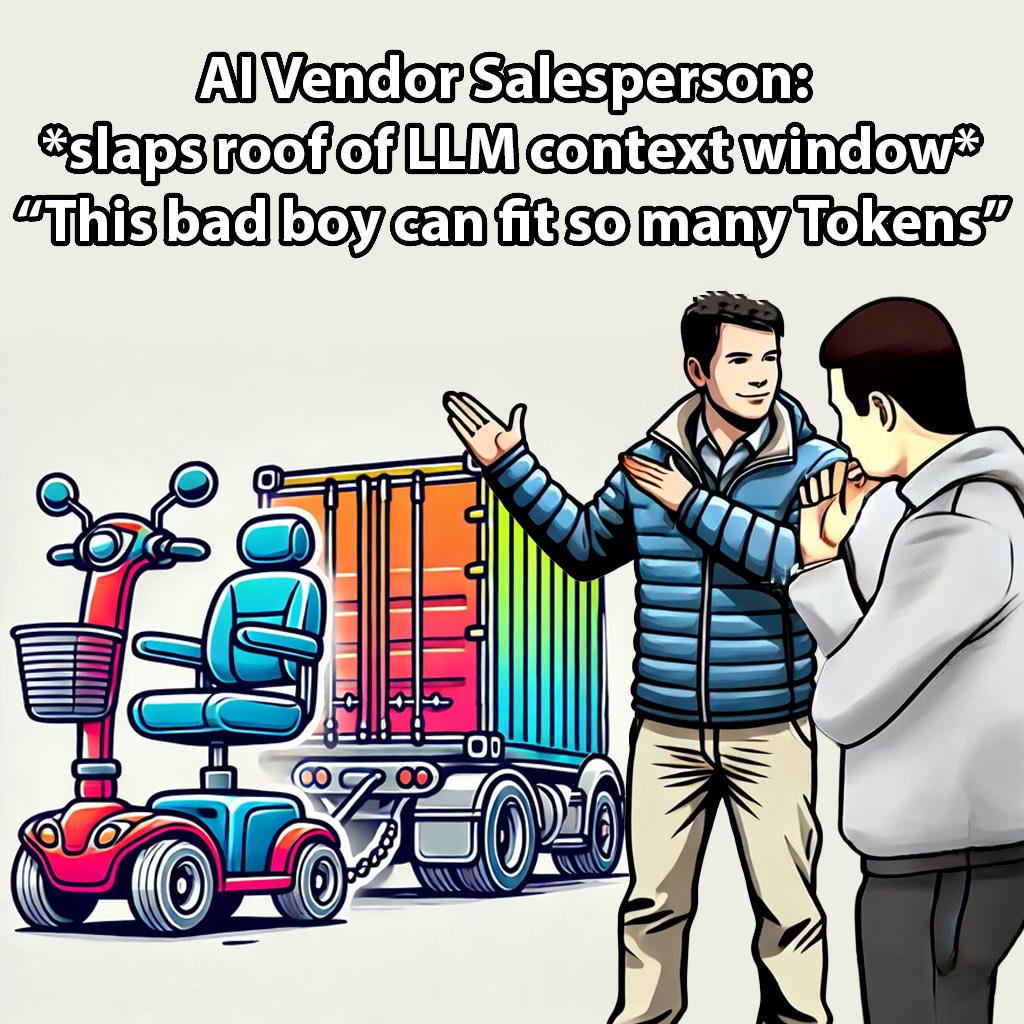 AI Vendor Salesperson:
*slaps roof of LLM context window*
“This bad boy can fit so many Tokens”